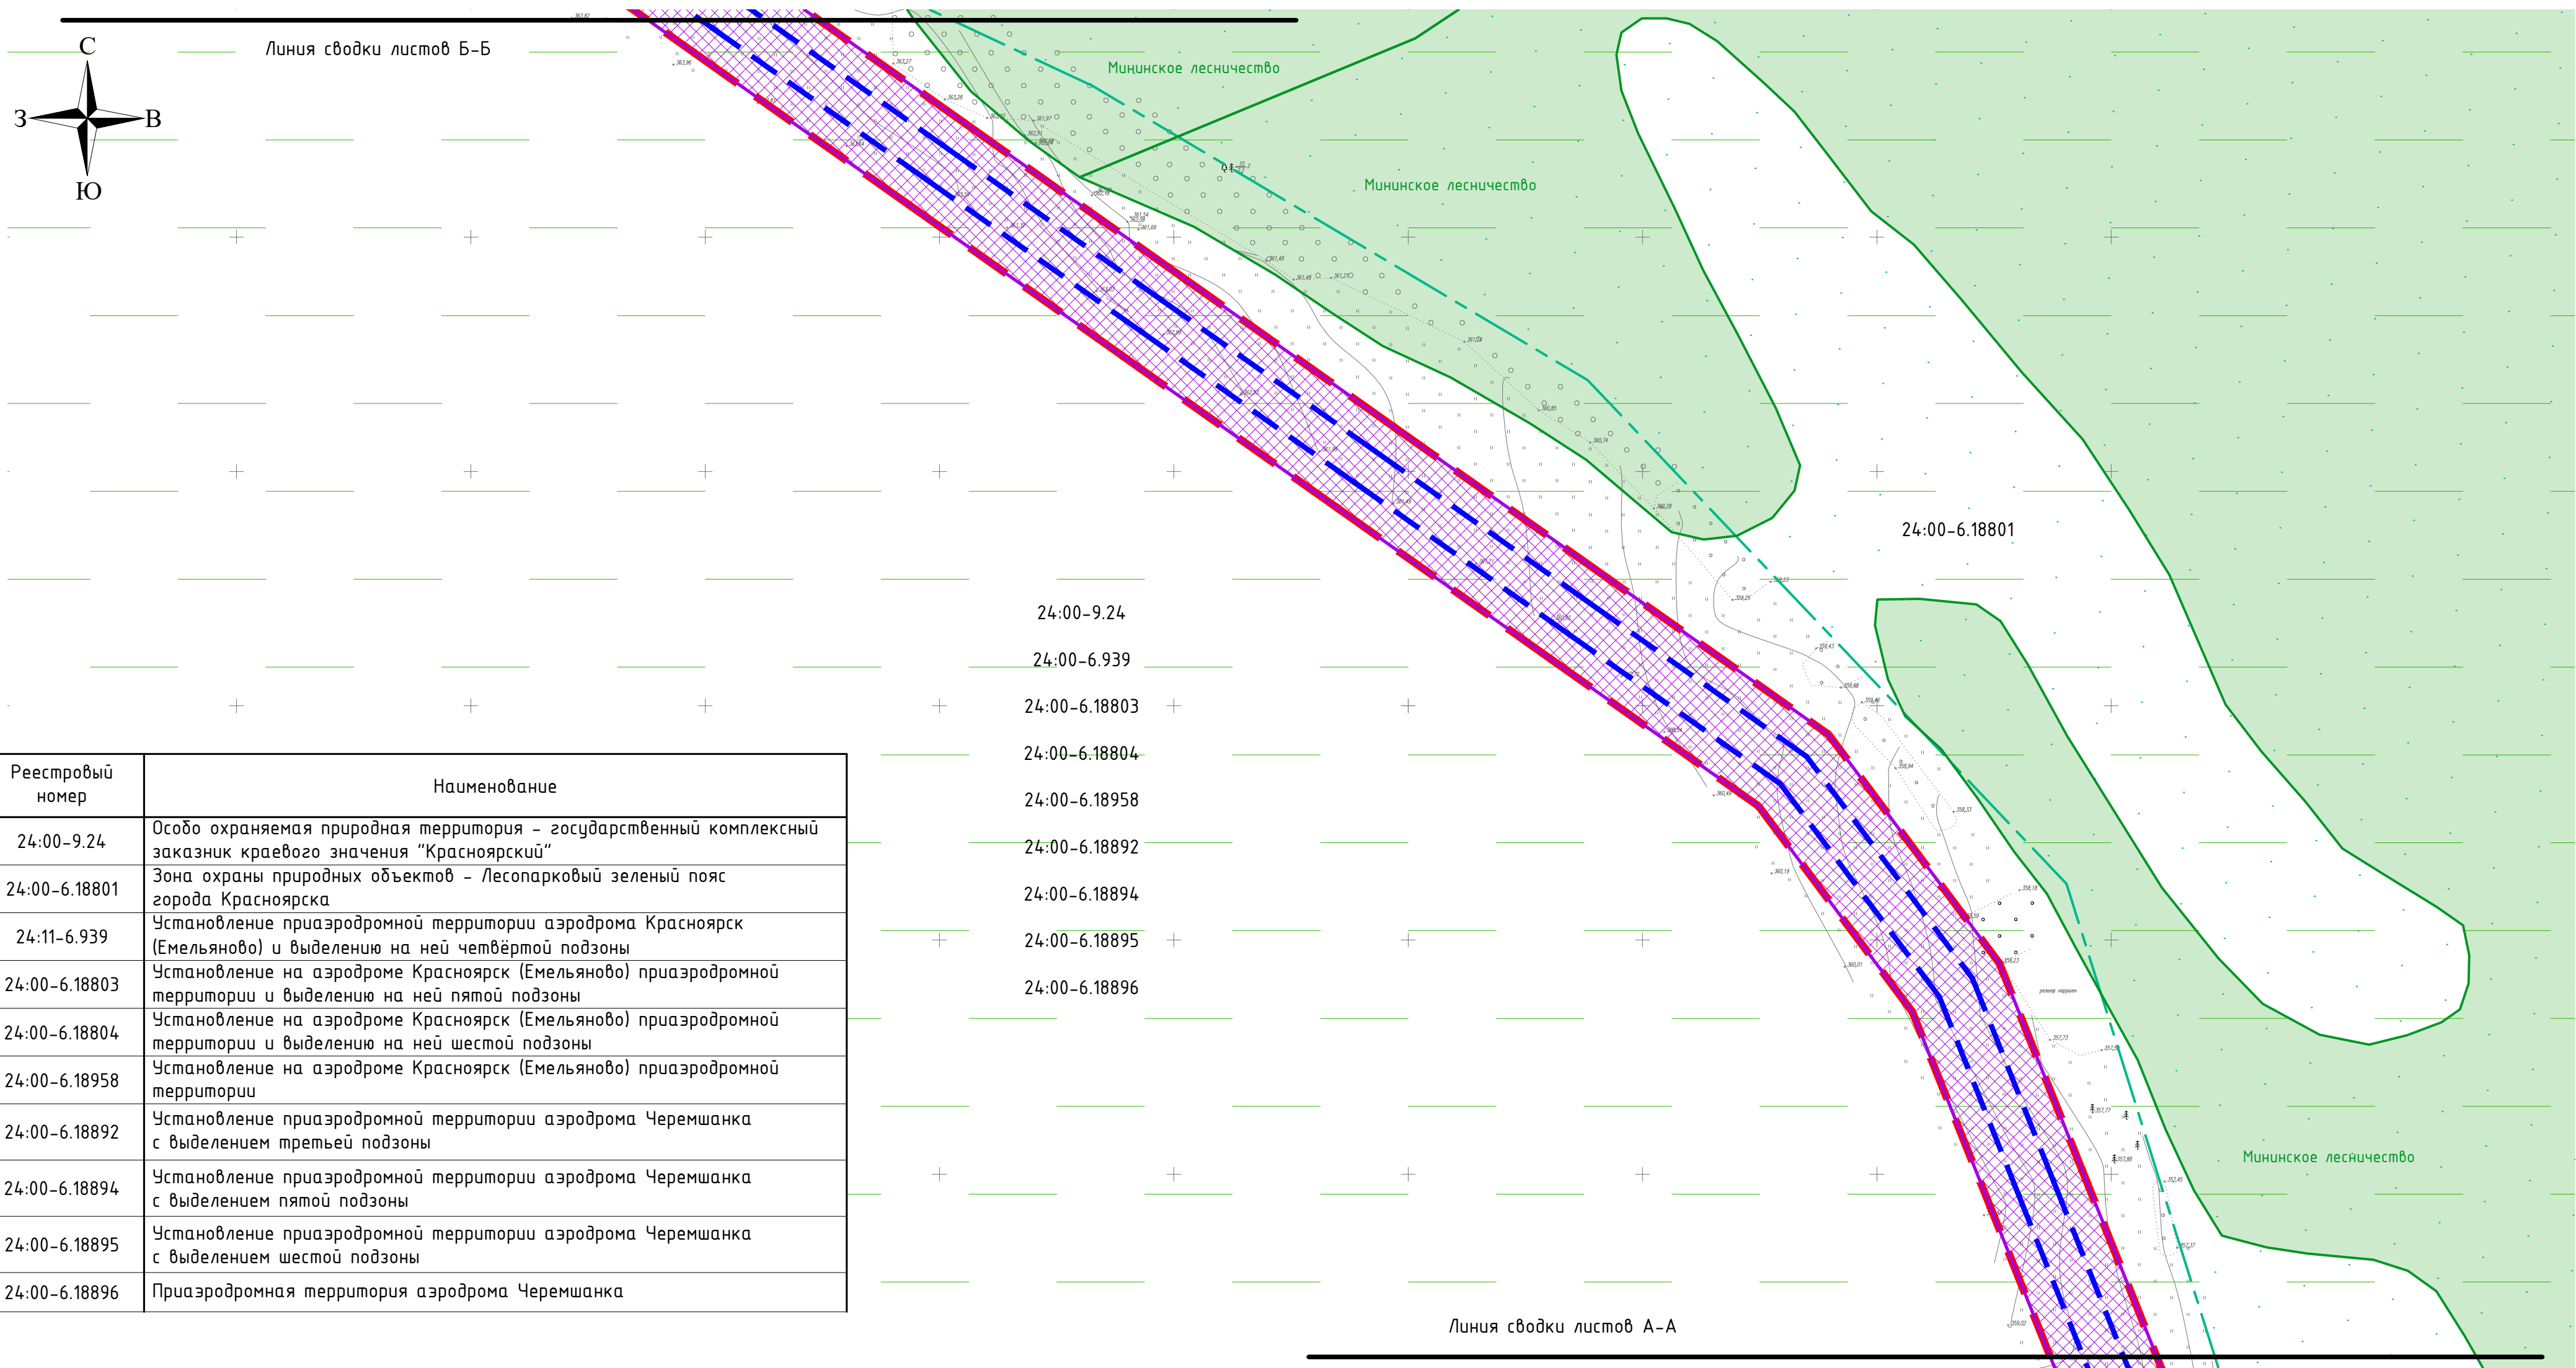 Линия сводки листов Б-Б
С
З
В
Ю
Мининское лесничество
Мининское лесничество
24:00-6.18801
24:00-9.24
24:00-6.939
24:00-6.18803
24:00-6.18804
24:00-6.18958
24:00-6.18892
24:00-6.18894
24:00-6.18895
24:00-6.18896
Реестровый
номер
Наименование
24:00-9.24
Особо охраняемая природная территория - государственный комплексный
заказник краевого значения "Красноярский"
24:00-6.18801
Зона охраны природных объектов - Лесопарковый зеленый пояс
города Красноярска
24:11-6.939
Установление приаэродромной территории аэродрома Красноярск
(Емельяново) и выделению на ней четвёртой подзоны
24:00-6.18803
Установление на аэродроме Красноярск (Емельяново) приаэродромной
территории и выделению на ней пятой подзоны
24:00-6.18804
Установление на аэродроме Красноярск (Емельяново) приаэродромной
территории и выделению на ней шестой подзоны
24:00-6.18958
Установление на аэродроме Красноярск (Емельяново) приаэродромной
территории
24:00-6.18892
Установление приаэродромной территории аэродрома Черемшанка
с выделением третьей подзоны
24:00-6.18894
Установление приаэродромной территории аэродрома Черемшанка
с выделением пятой подзоны
24:00-6.18895
Установление приаэродромной территории аэродрома Черемшанка
с выделением шестой подзоны
24:00-6.18896
Приаэродромная территория аэродрома Черемшанка
рельеф нарушен
Мининское лесничество
Линия сводки листов А-А